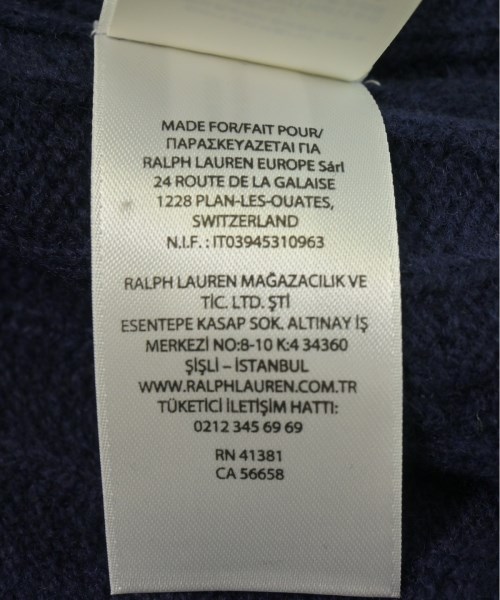 MADE FOR/FAIT POUR/
ΠΑΡΑΣΚΕΥΑΖΕΤΑΙ ΓΙΑ
RALPH LAUREN EUROPE Sárl
24 ROUTE DE LA GALAISE
1228 PLAN-LES-OUATES,
SWITZERLAND
N.I.F. : IT03945310963
RALPH LAUREN MAĞAZACILIK VE
TİC. LTD. ŞTİ
ESENTEPE KASAP SOK. ALTINAY İŞ
MERKEZİ NO:8-10 K:4 34360
ŞİŞLİ – İSTANBUL
WWW.RALPHLAUREN.COM.TR
TÜKETİCİ İLETİŞİM HATTI:
0212 345 69 69
RN 41381
CA 56658